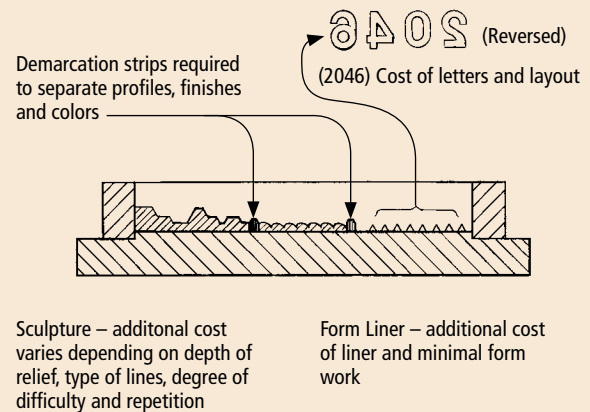 2046 (Reversed)
(2046) Cost of letters and layout
Demarcation strips required
to separate profiles, finishes
and colors
Sculpture – additonal cost
varies depending on depth of
relief, type of lines, degree of
difficulty and repetition
Form Liner – additional cost
of liner and minimal form
work